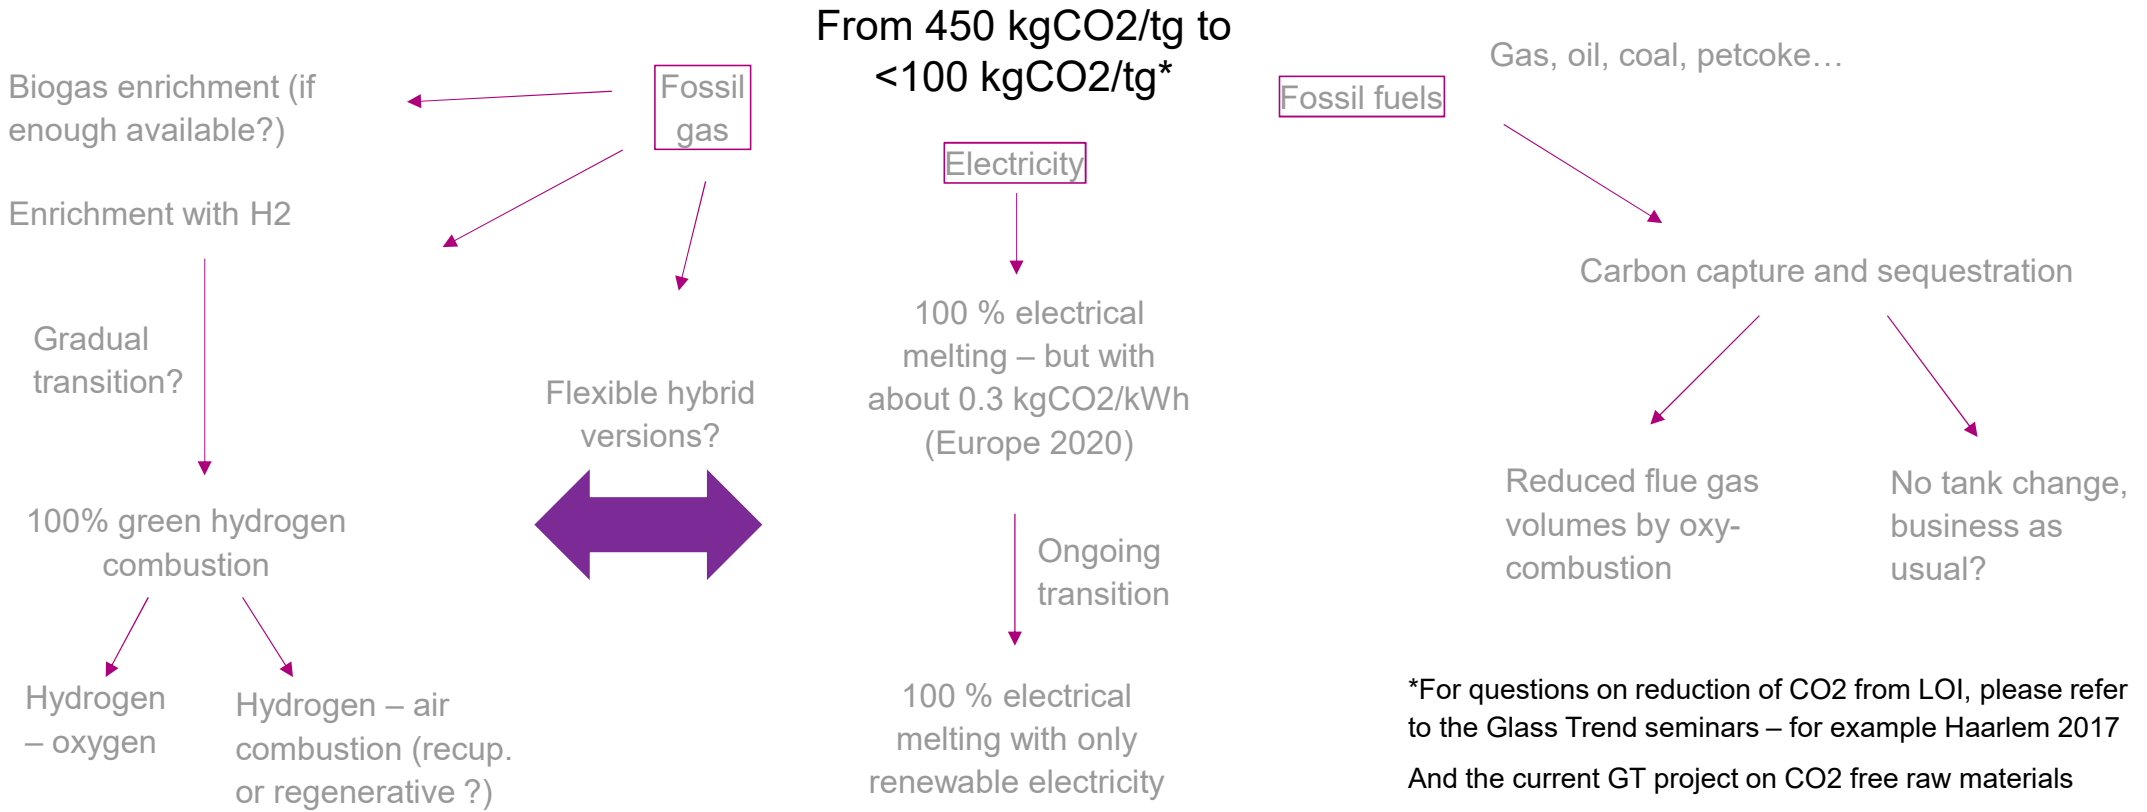 From 450 kgCO2/tg to
<100 kgCO2/tg*
Biogas enrichment (if
enough available?)
Fossil
gas
Enrichment with H2
Gradual
transition?
100% green hydrogen
combustion
Hydrogen
– oxygen
Hydrogen – air
combustion (recup.
or regenerative ?)
Flexible hybrid
versions?
Electricity
100 % electrical
melting – but with
about 0.3 kgCO2/kWh
(Europe 2020)
Ongoing
transition
100 % electrical
melting with only
renewable electricity
Gas, oil, coal, petcoke…
Fossil fuels
Carbon capture and sequestration
Reduced flue gas
volumes by oxy-
combustion
No tank change,
business as
usual?
*For questions on reduction of CO2 from LOI, please refer
to the Glass Trend seminars – for example Haarlem 2017
And the current GT project on CO2 free raw materials